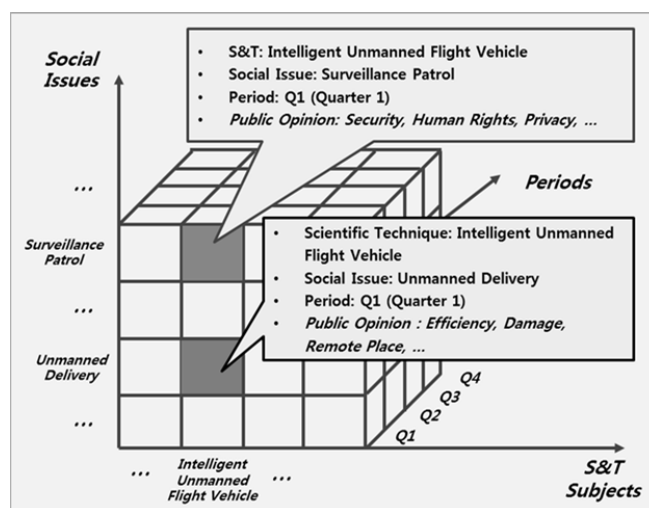 Social
Issues
• S&T: Intelligent Unmanned Flight Vehicle
• Social Issue: Surveillance Patrol
• Period: Q1 (Quarter 1)
• Public Opinion: Security, Human Rights, Privacy, ...
...
Periods
Surveillance
Patrol
• Scientific Technique: Intelligent Unmanned
Flight Vehicle
• Social Issue: Unmanned Delivery
• Period: Q1 (Quarter 1)
• Public Opinion : Efficiency, Damage,
Remote Place, ...
...
Unmanned
Delivery
...
Q4
Q3
Q2
Q1
...
Intelligent
Unmanned
Flight Vehicle
...
S&T
Subjects